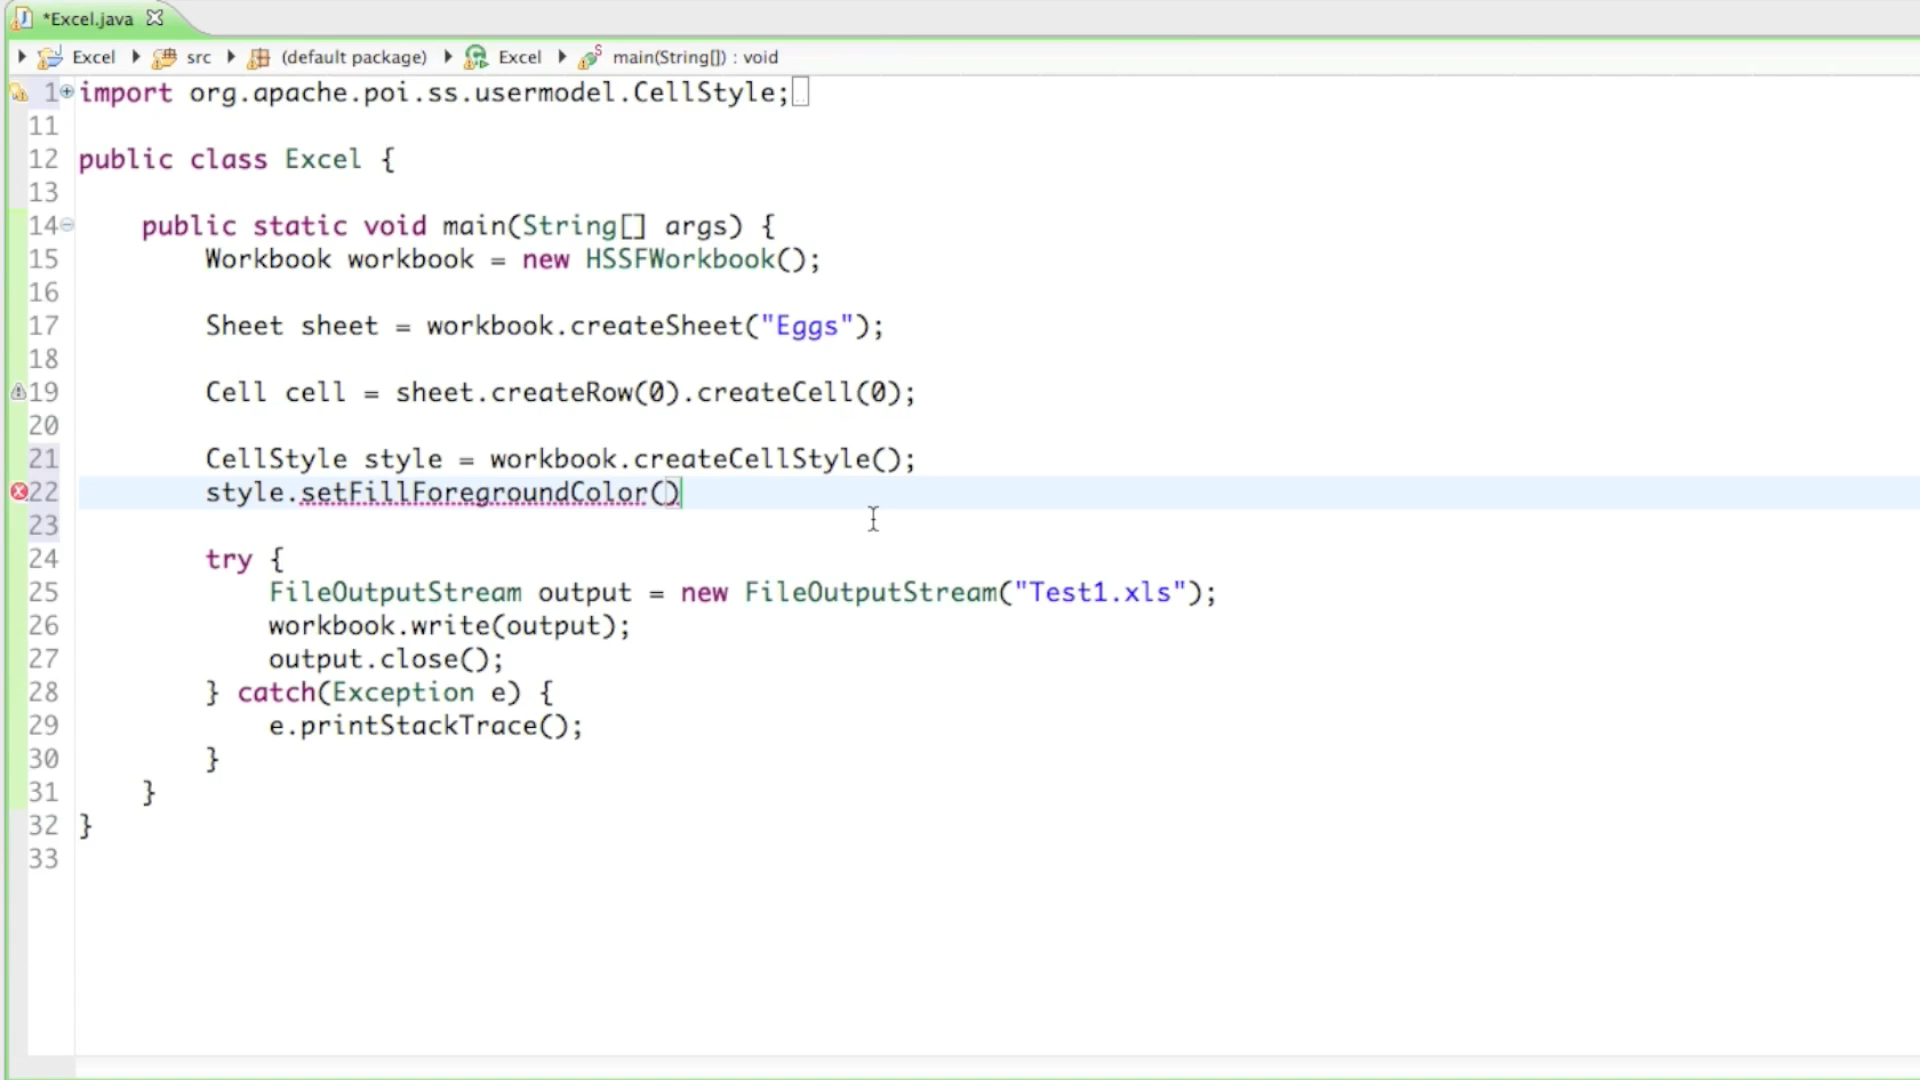 *Excel.java
Excel src (default package) Excel main(String[]) : void
1 import org.apache.poi.ss.usermodel.CellStyle;
11
12 public class Excel {
13
14     public static void main(String[] args) {
15         Workbook workbook = new HSSFWorkbook();
16
17         Sheet sheet = workbook.createSheet("Eggs");
18
19         Cell cell = sheet.createRow(0).createCell(0);
20
21         CellStyle style = workbook.createCellStyle();
22         style.setFillForegroundColor()
23
24         try {
25             FileOutputStream output = new FileOutputStream("Test1.xls");
26             workbook.write(output);
27             output.close();
28         } catch(Exception e) {
29             e.printStackTrace();
30         }
31     }
32 }
33